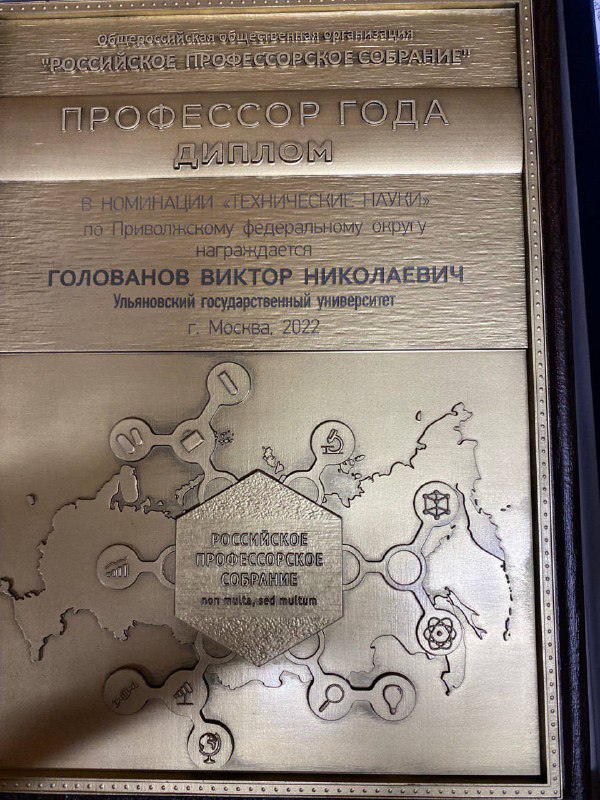 Общероссийская общественная организация
"РОССИЙСКОЕ ПРОФЕССОРСКОЕ СОБРАНИЕ"
ПРОФЕССОР ГОДА
ДИПЛОМ
В НОМИНАЦИИ «ТЕХНИЧЕСКИЕ НАУКИ»
по Приволжскому федеральному округу
награждается
ГОЛОВАНОВ ВИКТОР НИКОЛАЕВИЧ
Ульяновский государственный университет
г. Москва, 2022
РОССИЙСКОЕ
ПРОФЕССОРСКОЕ
СОБРАНИЕ
non multa, sed multum